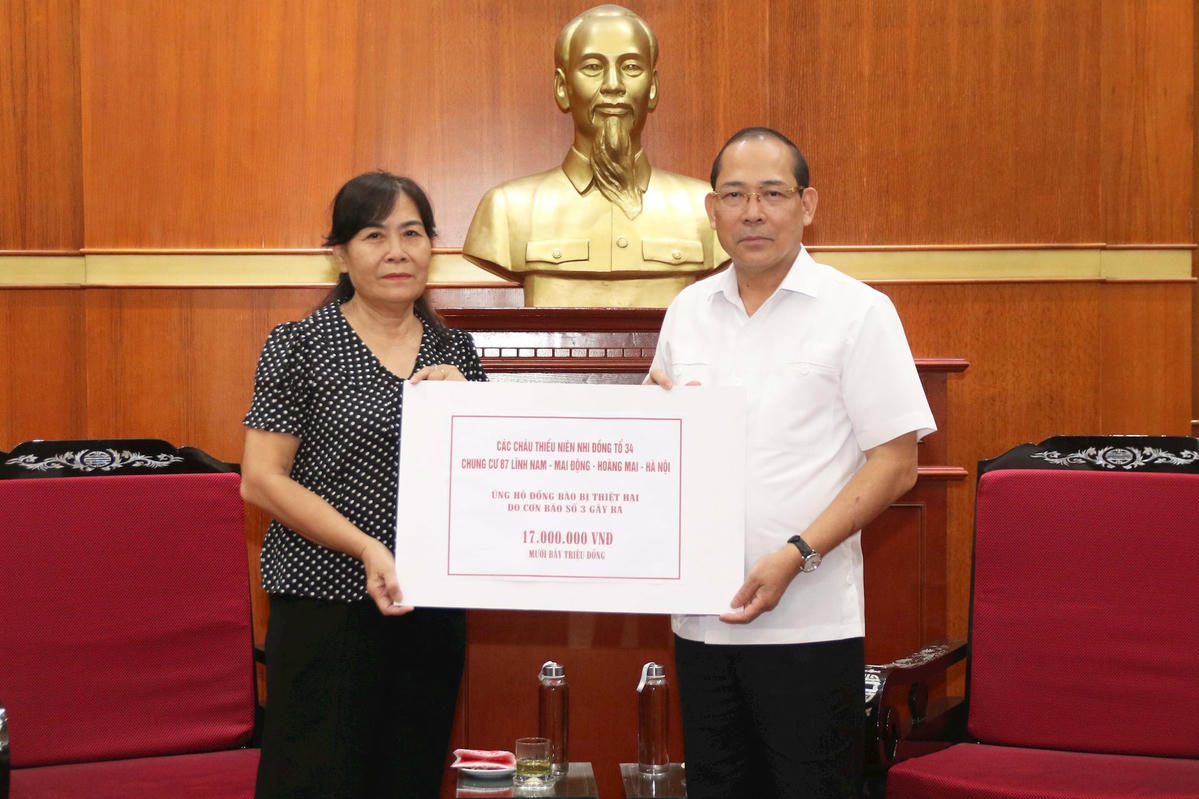 CÁC CHÁU THIẾU NIÊN NHI ĐỒNG TỔ 34
CHUNG CƯ 87 LĨNH NAM - MAI ĐỘNG - HOÀNG MAI - HÀ NỘI
ỦNG HỘ ĐỒNG BÀO BỊ THIỆT HẠI
DO CƠN BÃO SỐ 3 GÂY RA
17.000.000 VNĐ
MƯỜI BẢY TRIỆU ĐỒNG